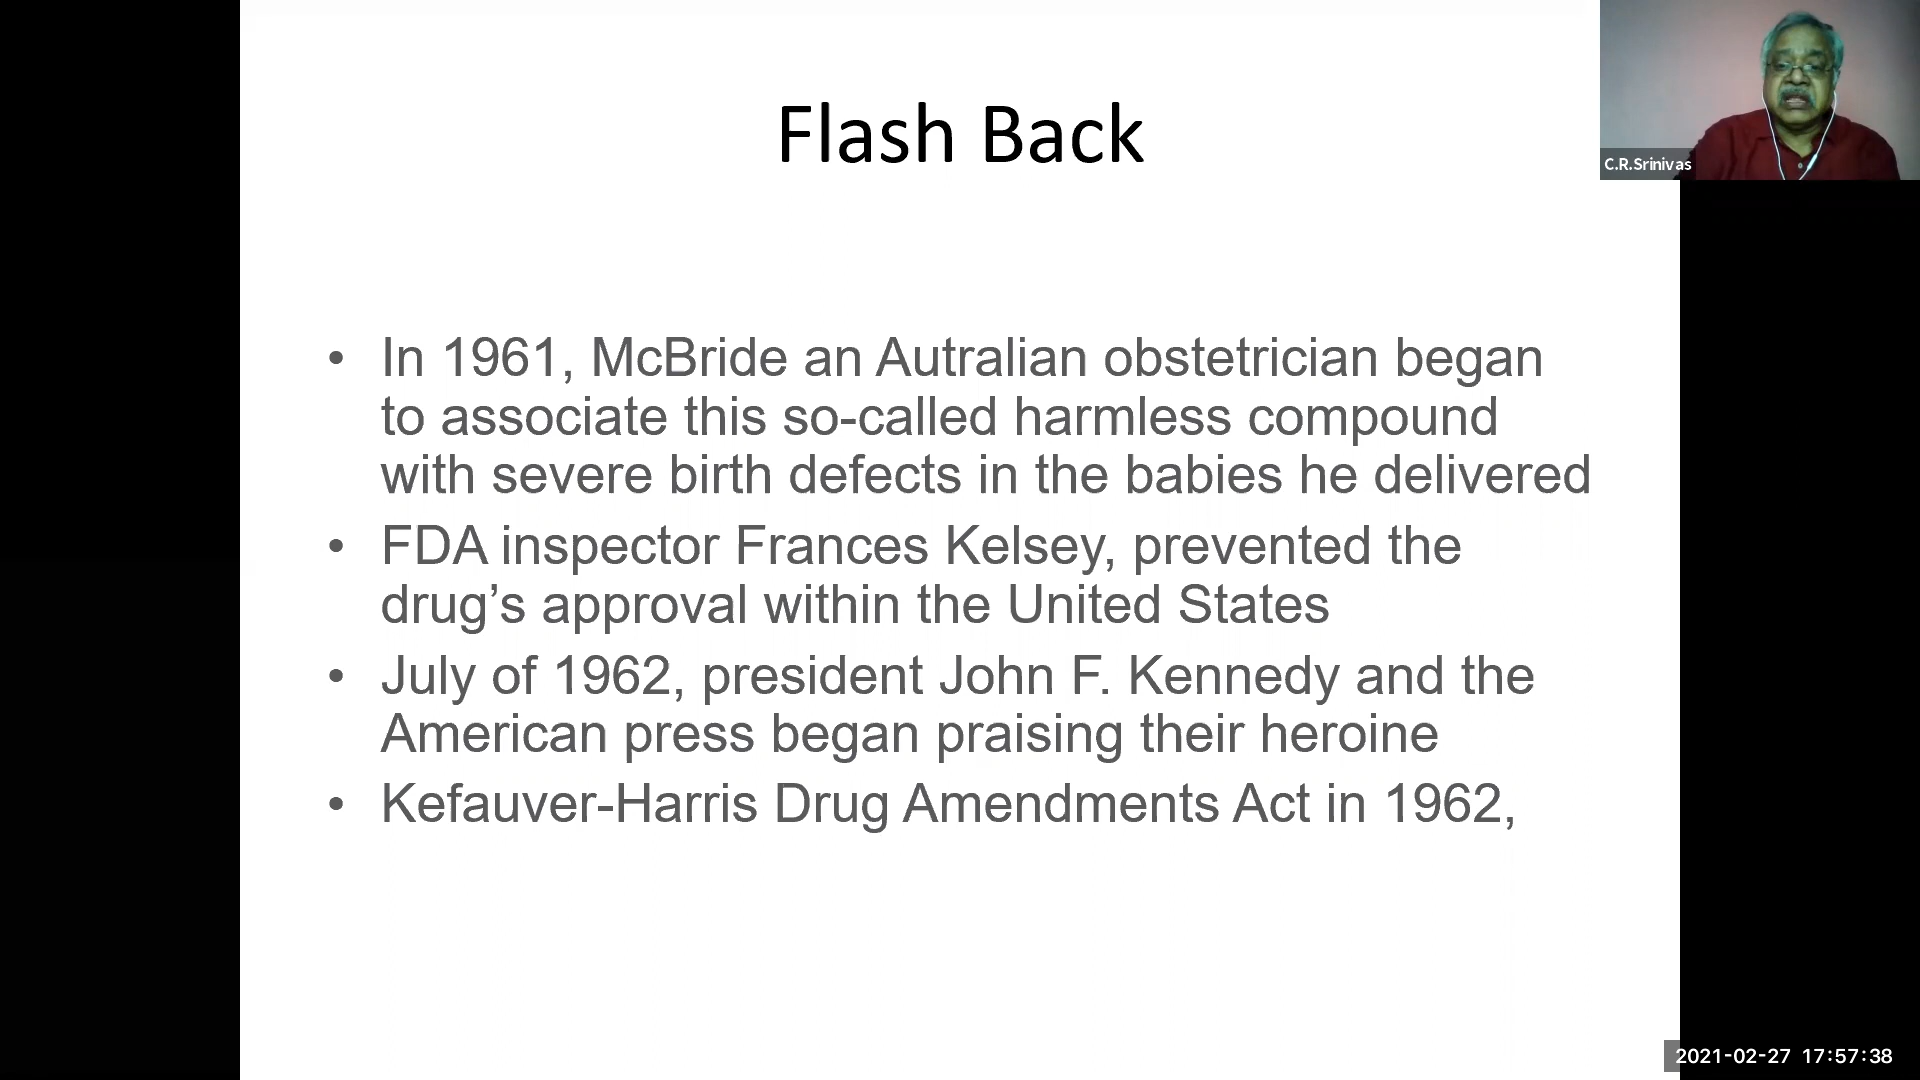 Flash Back
C.R.Srinivas
• In 1961, McBride an Autralian obstetrician began
to associate this so-called harmless compound
with severe birth defects in the babies he delivered
• FDA inspector Frances Kelsey, prevented the
drug’s approval within the United States
• July of 1962, president John F. Kennedy and the
American press began praising their heroine
• Kefauver-Harris Drug Amendments Act in 1962,
2021-02-27 17:57:38